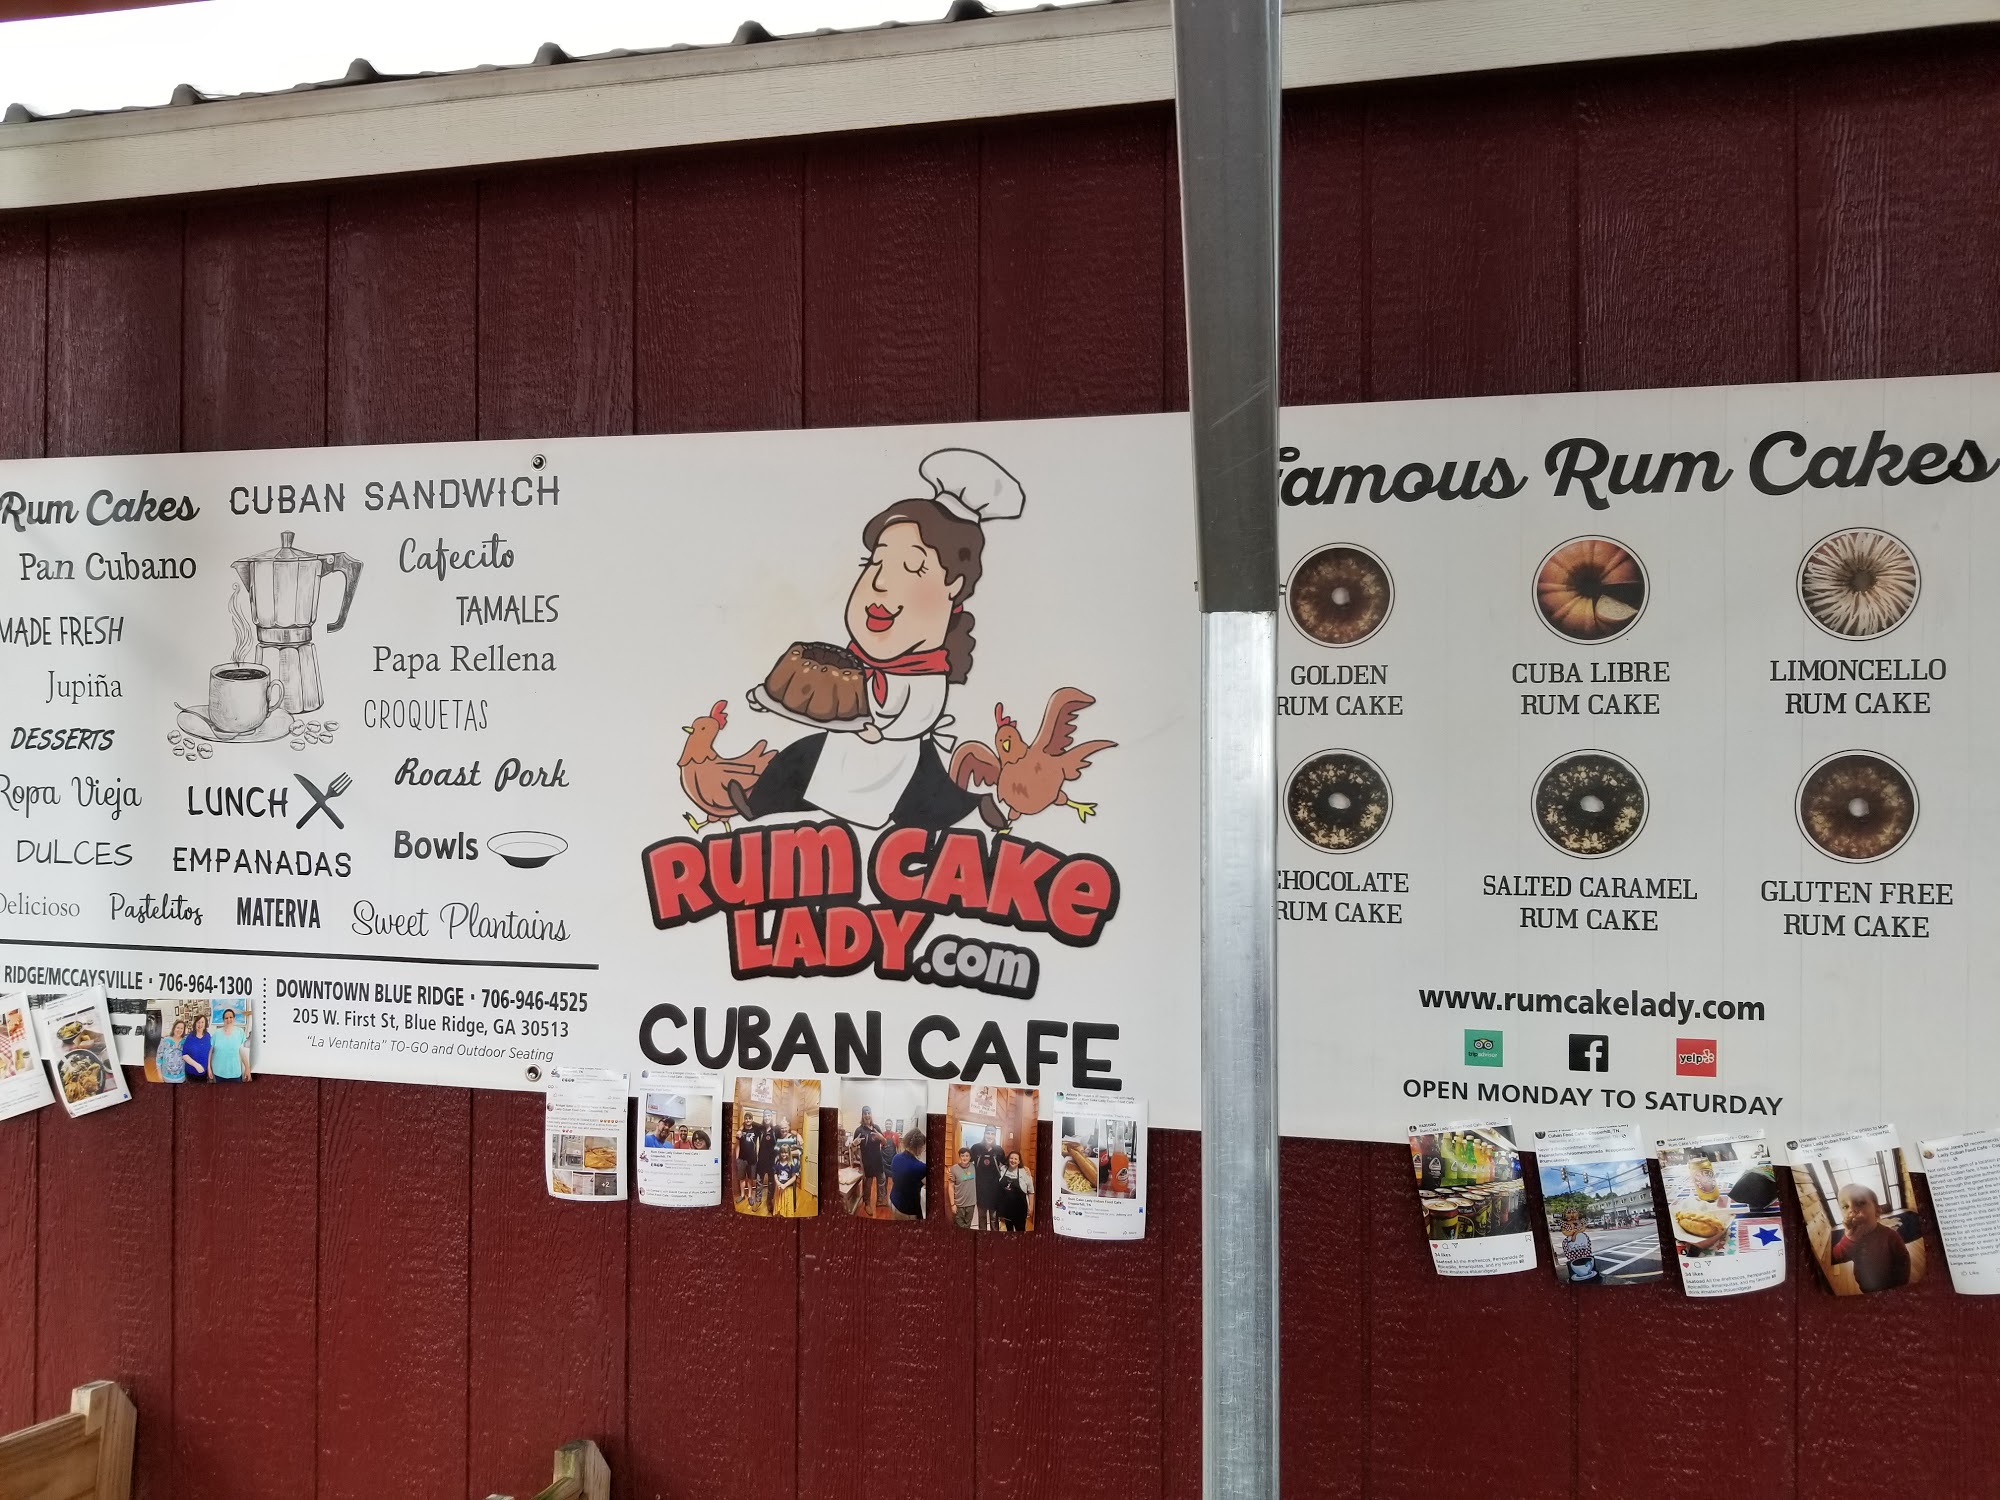 Rum Cakes
CUBAN SANDWICH
Pan Cubano
Cafecito
MADE FRESH
TAMALES
Jupiña
Papa Rellena
DESSERTS
CROQUETAS
Ropa Vieja
LUNCH
Roast Pork
DULCES
EMPANADAS
Bowls
Delicioso
Pastelitos
MATERVA
Sweet Plantains
RIDGE/MCCAYSVILLE • 706-964-1300
DOWNTOWN BLUE RIDGE • 706-946-4525
205 W. First St, Blue Ridge, GA 30513
"La Ventanita" TO-GO and Outdoor Seating
RUM CAKE
LADY.com
CUBAN CAFE
famous Rum Cakes
GOLDEN
RUM CAKE
CUBA LIBRE
RUM CAKE
LIMONCELLO
RUM CAKE
CHOCOLATE
RUM CAKE
SALTED CARAMEL
RUM CAKE
GLUTEN FREE
RUM CAKE
www.rumcakelady.com
tripadvisor
yelp
OPEN MONDAY TO SATURDAY